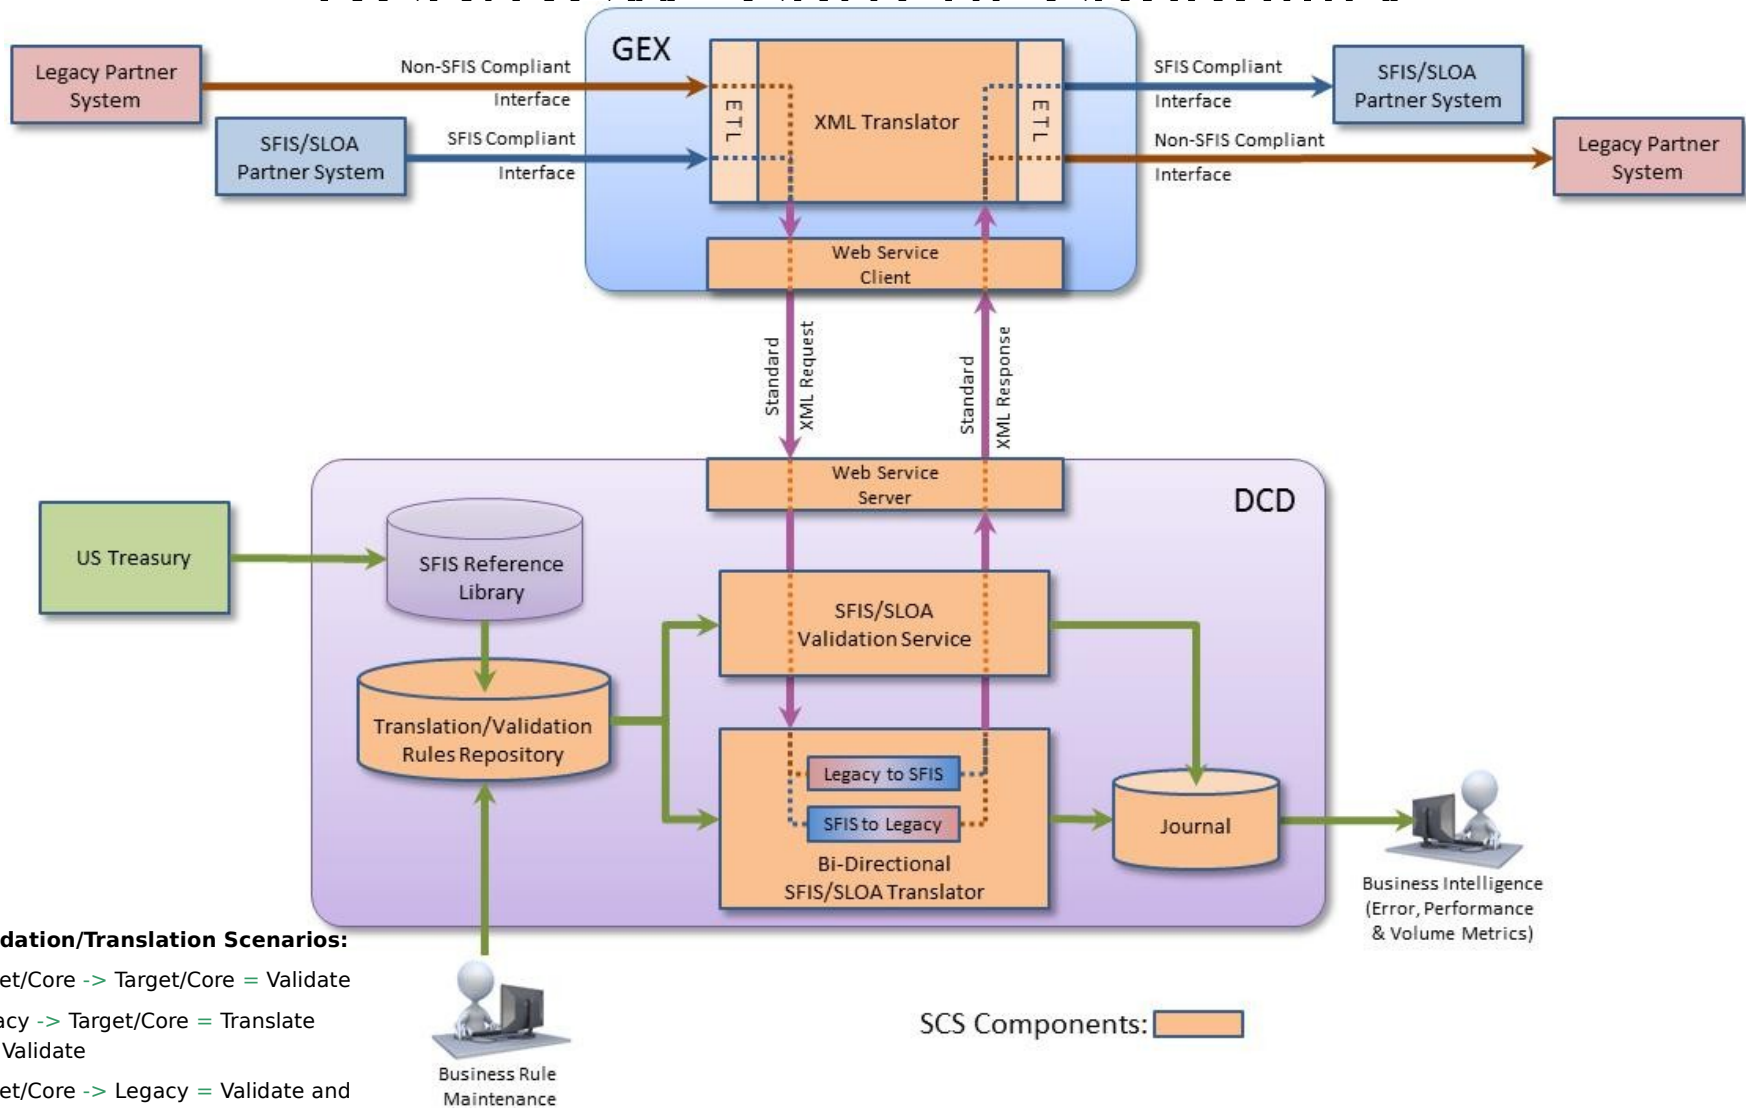 GEX
Legacy Partner
System
Non-SFIS Compliant
Interface
SFIS/SLOA
Partner System
SFIS Compliant
Interface
E T L
XML Translator
E T L
SFIS Compliant
Interface
SFIS/SLOA
Partner System
Non-SFIS Compliant
Interface
Legacy Partner
System
Web Service
Client
Standard
XML Request
Standard
XML Response
Web Service
Server
DCD
US Treasury
SFIS Reference
Library
SFIS/SLOA
Validation Service
Translation/Validation
Rules Repository
Legacy to SFIS
SFIS to Legacy
Bi-Directional
SFIS/SLOA Translator
Journal
Business Intelligence
(Error, Performance
& Volume Metrics)
dation/Translation Scenarios:
et/Core -> Target/Core = Validate
acy -> Target/Core = Translate
Validate
et/Core -> Legacy = Validate and
Business Rule
Maintenance
SCS Components: